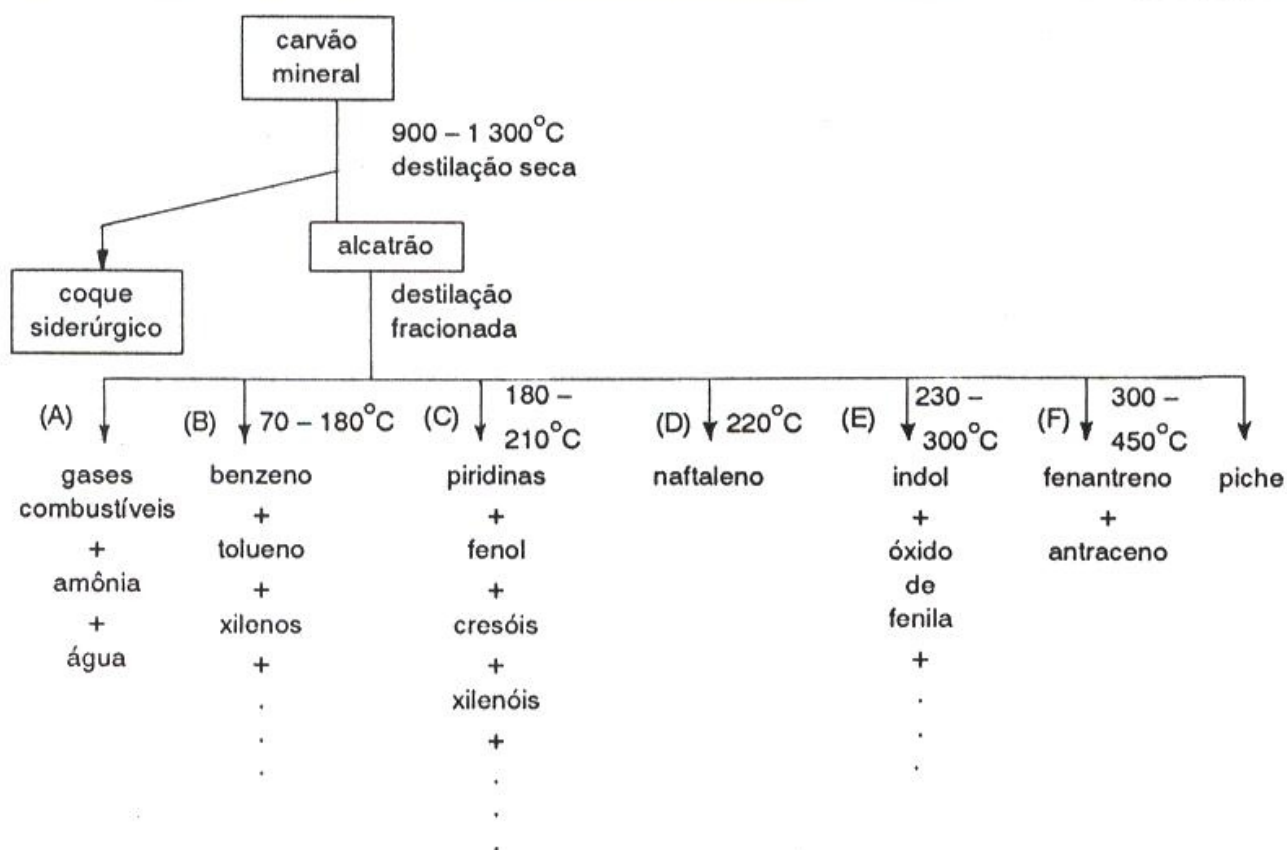 carvão
mineral
900 – 1 300°C
destilação seca
alcatrão
coque
siderúrgico
destilação
fracionada
(A)
gases
combustíveis
+
amônia
+
água
(B) 70 – 180°C
benzeno
+
tolueno
+
xilenos
+
.
.
.
(C) 180 –
210°C
piridinas
+
fenol
+
cresóis
+
xilenóis
+
.
.
.
(D) 220°C
naftaleno
(E) 230 –
300°C
indol
+
óxido
de
fenila
+
.
.
.
(F) 300 –
450°C
fenantreno
+
antraceno
piche